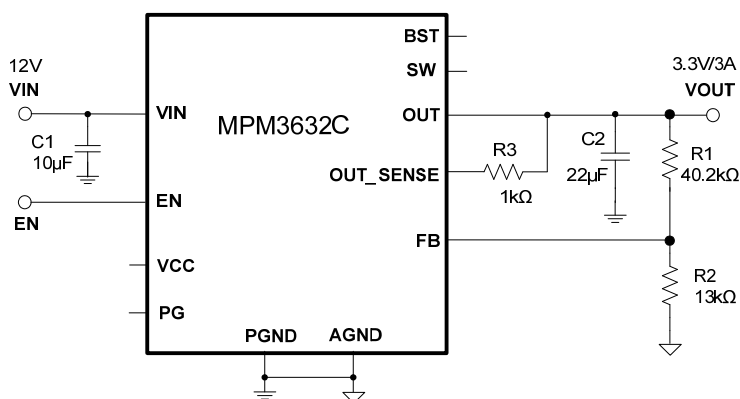 BST
12V
VIN
SW
3.3V/3A
VOUT
VIN
MPM3632C
OUT
C1
10µF
R3
C2
R1
OUT_SENSE
1kΩ
22µF
40.2kΩ
EN
EN
FB
VCC
R2
13kΩ
PG
PGND
AGND